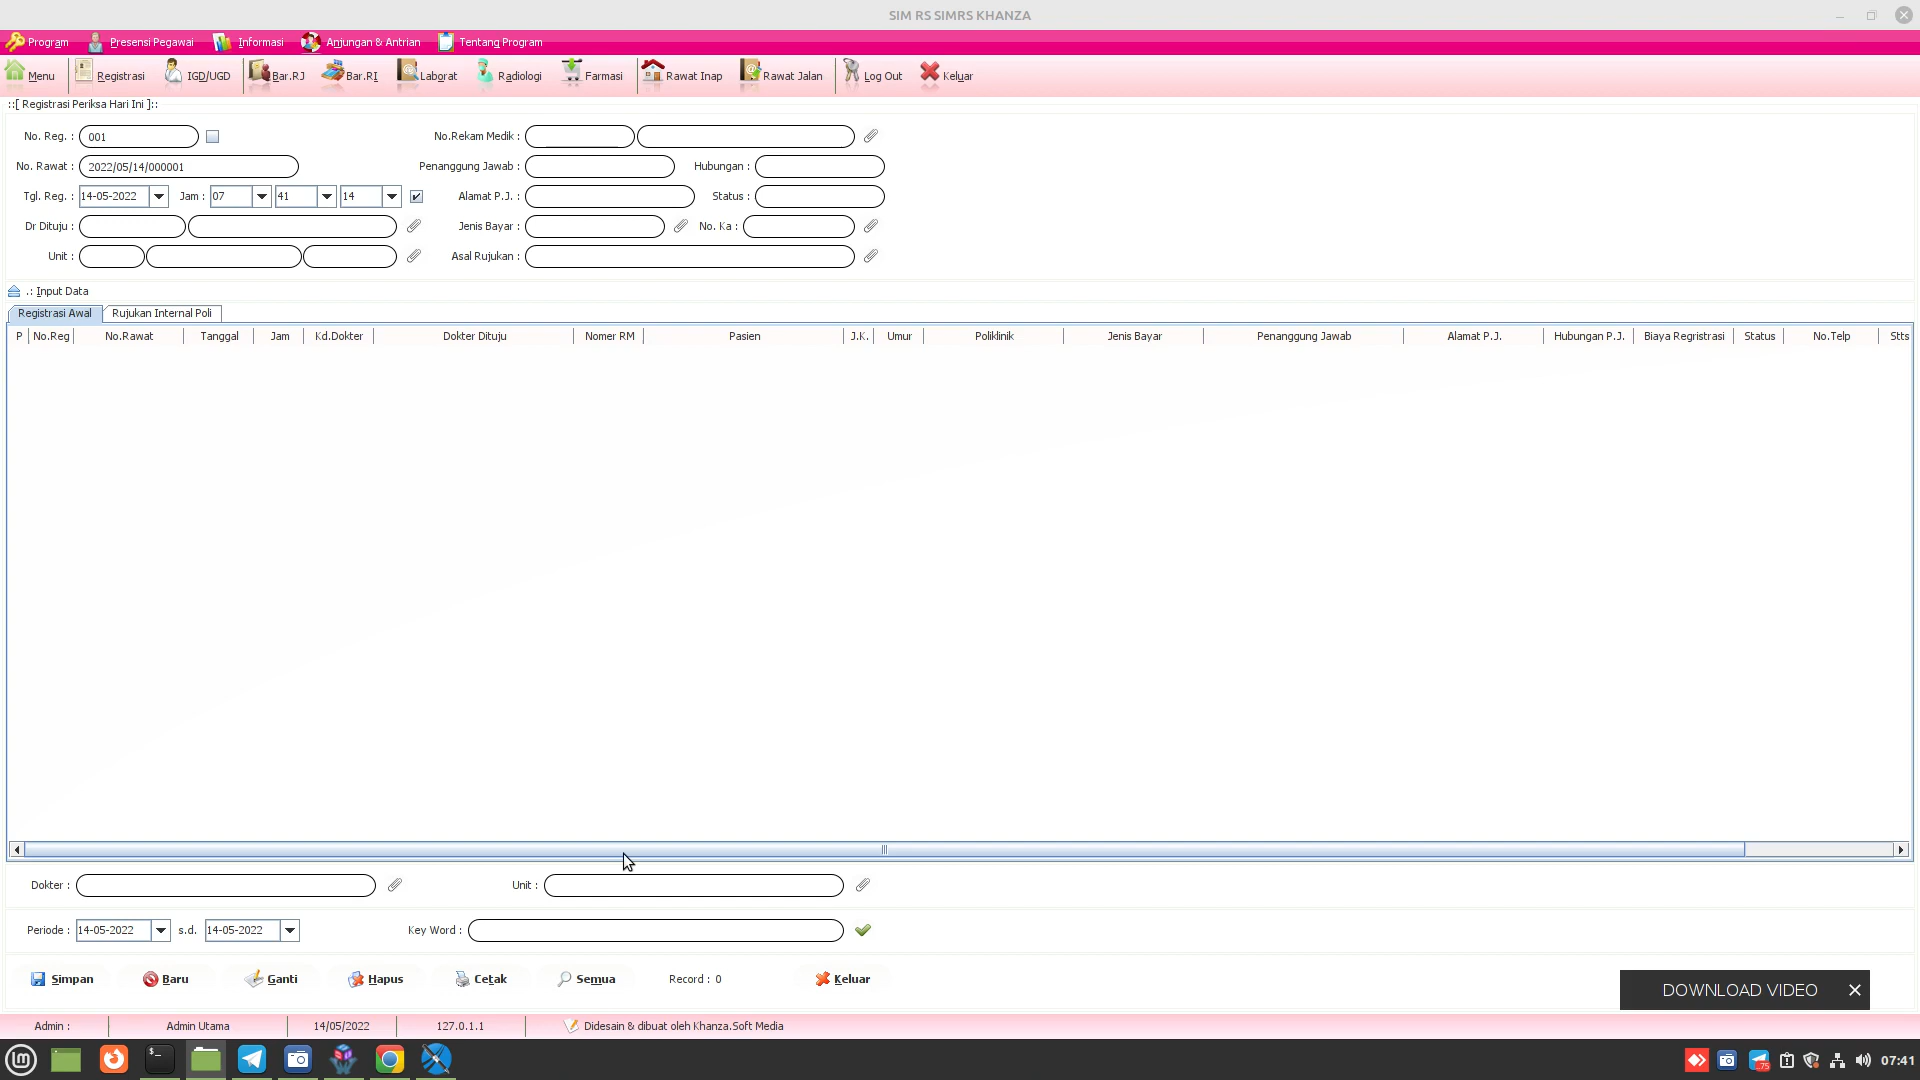 SIM RS SIMRS KHANZA
Program Presensi Pegawai Informasi Anjungan & Antrian Tentang Program
Menu Registrasi IGD/UGD Bar.RJ Bar.RI Laborat Radiologi Farmasi Rawat Inap Rawat Jalan Log Out Keluar
::[ Registrasi Periksa Hari Ini ]::
No. Reg. : 001 No.Rekam Medik :
No. Rawat : 2022/05/14/000001 Penanggung Jawab : Hubungan :
Tgl. Reg. : 14-05-2022 Jam : 07 41 14 Alamat P.J. : Status :
Dr Dituju : Jenis Bayar : No. Ka :
Unit : Asal Rujukan :
.: Input Data
Registrasi Awal Rujukan Internal Poli
P No.Reg No.Rawat Tanggal Jam Kd.Dokter Dokter Dituju Nomer RM Pasien J.K. Umur Poliklinik Jenis Bayar Penanggung Jawab Alamat P.J. Hubungan P.J. Biaya Regristrasi Status No.Telp Stts
Dokter : Unit :
Periode : 14-05-2022 s.d. 14-05-2022 Key Word :
Simpan Baru Ganti Hapus Cetak Semua Record : 0 Keluar
DOWNLOAD VIDEO
Admin : Admin Utama 14/05/2022 127.0.1.1 Didesain & dibuat oleh Khanza.Soft Media
07:41